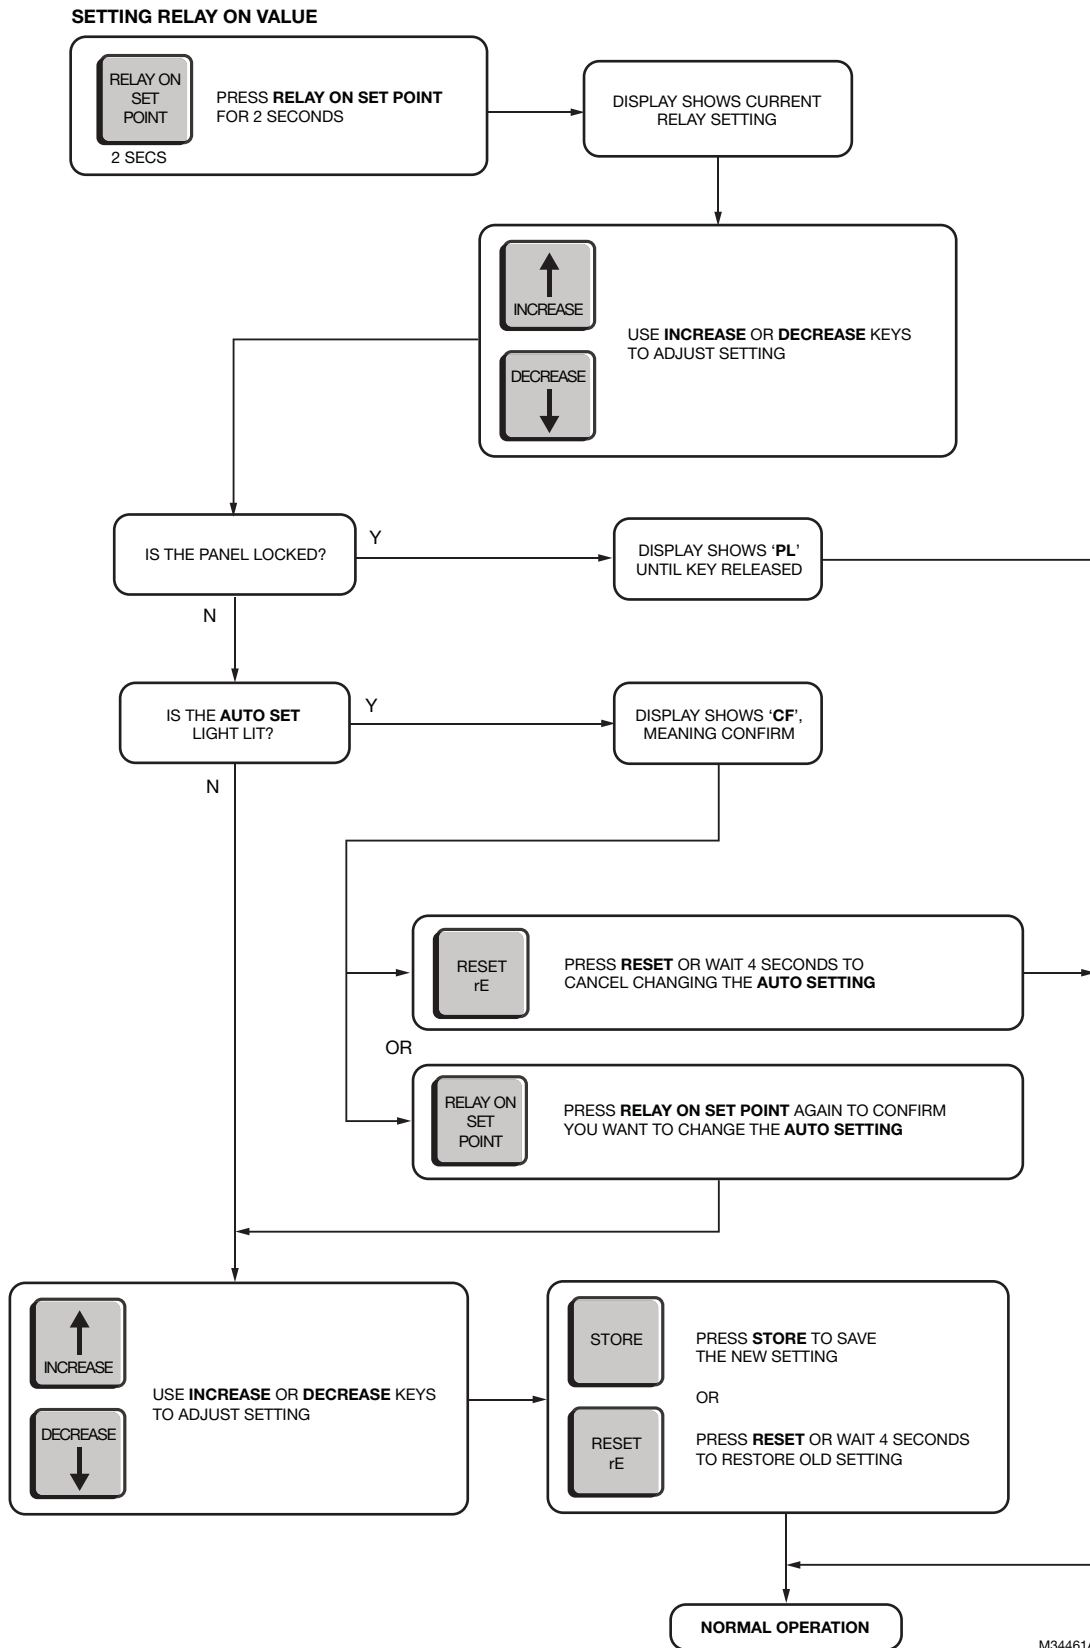 SETTING RELAY ON VALUE
RELAY ON
SET
POINT
2 SECS
PRESS RELAY ON SET POINT
FOR 2 SECONDS
DISPLAY SHOWS CURRENT
RELAY SETTING
INCREASE
DECREASE
USE INCREASE OR DECREASE KEYS
TO ADJUST SETTING
IS THE PANEL LOCKED?
Y
DISPLAY SHOWS ‘PL’
UNTIL KEY RELEASED
N
IS THE AUTO SET
LIGHT LIT?
Y
DISPLAY SHOWS ‘CF’,
MEANING CONFIRM
N
RESET
rE
PRESS RESET OR WAIT 4 SECONDS TO
CANCEL CHANGING THE AUTO SETTING
OR
RELAY ON
SET
POINT
PRESS RELAY ON SET POINT AGAIN TO CONFIRM
YOU WANT TO CHANGE THE AUTO SETTING
INCREASE
DECREASE
USE INCREASE OR DECREASE KEYS
TO ADJUST SETTING
STORE
PRESS STORE TO SAVE
THE NEW SETTING
OR
RESET
rE
PRESS RESET OR WAIT 4 SECONDS
TO RESTORE OLD SETTING
NORMAL OPERATION
M34461A